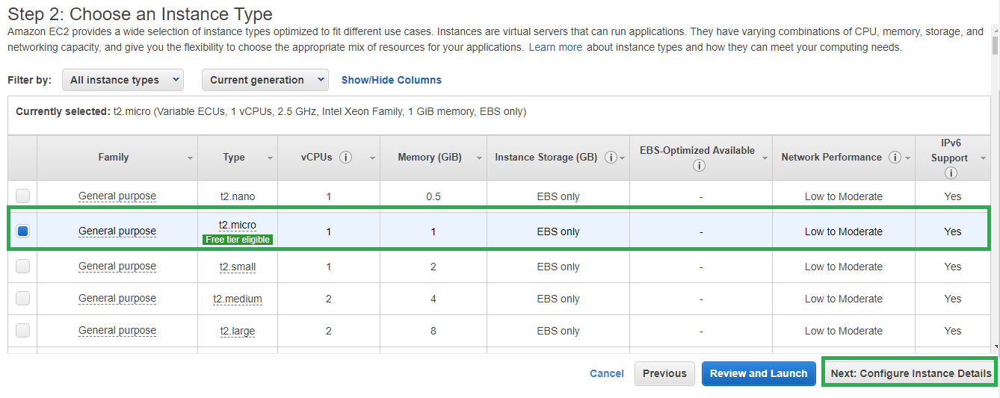 Step 2: Choose an Instance Type
Amazon EC2 provides a wide selection of instance types optimized to fit different use cases. Instances are virtual servers that can run applications. They have varying combinations of CPU, memory, storage, and
networking capacity, and give you the flexibility to choose the appropriate mix of resources for your applications. Learn more about instance types and how they can meet your computing needs.
Filter by: All instance types Current generation Show/Hide Columns
Currently selected: t2.micro (Variable ECUs, 1 vCPUs, 2.5 GHz, Intel Xeon Family, 1 GiB memory, EBS only)
Family Type vCPUs i Memory (GiB) Instance Storage (GB) i EBS-Optimized Available i Network Performance i IPv6 Support i
General purpose t2.nano 1 0.5 EBS only - Low to Moderate Yes
General purpose t2.micro Free tier eligible 1 1 EBS only - Low to Moderate Yes
General purpose t2.small 1 2 EBS only - Low to Moderate Yes
General purpose t2.medium 2 4 EBS only - Low to Moderate Yes
General purpose t2.large 2 8 EBS only - Low to Moderate Yes
Cancel Previous Review and Launch Next: Configure Instance Details